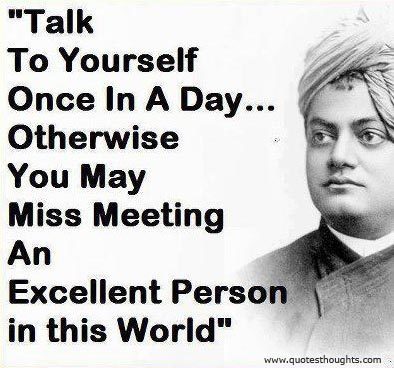 "Talk
To Yourself
Once In A Day...
Otherwise
You May
Miss Meeting
An
Excellent Person
in this World"
www.quotesthoughts.com